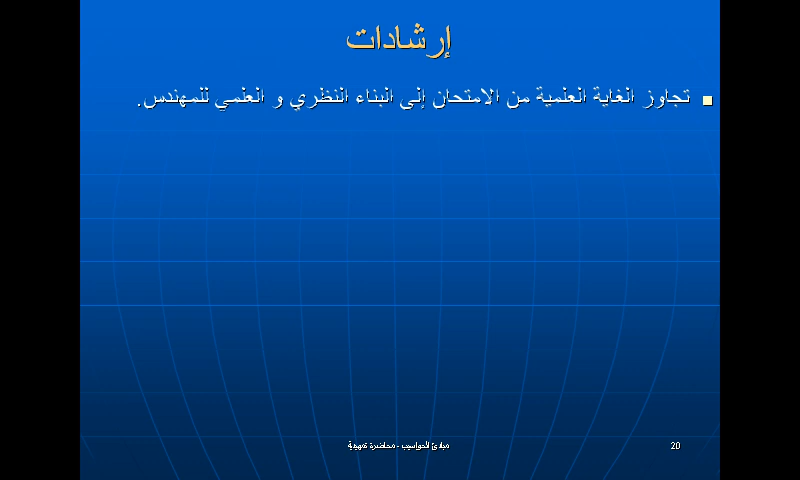 إرشادات
تجاوز الغاية العلمية من الامتحان إلى البناء النظري و العلمي للمهندس.
مبادئ الحواسيب - محاضرة تمهيدية
20